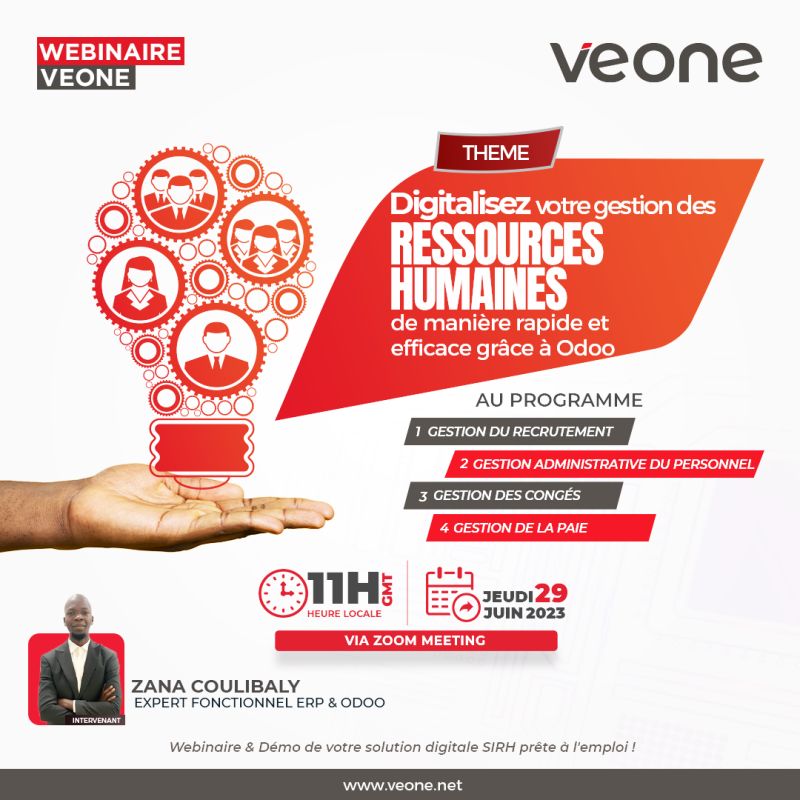 WEBINAIRE
VEONE
veone
THEME
Digitalisez votre gestion des
RESSOURCES
HUMAINES
de manière rapide et
efficace grâce à Odoo
AU PROGRAMME
1 GESTION DU RECRUTEMENT
2 GESTION ADMINISTRATIVE DU PERSONNEL
3 GESTION DES CONGÉS
4 GESTION DE LA PAIE
11H GMT
HEURE LOCALE
JEUDI 29
JUIN 2023
VIA ZOOM MEETING
ZANA COULIBALY
EXPERT FONCTIONNEL ERP & ODOO
INTERVENANT
Webinaire & Démo de votre solution digitale SIRH prête à l'emploi !
www.veone.net